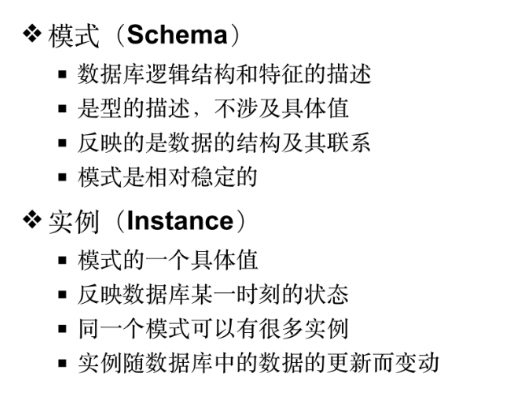 ❖ 模式（Schema）
▪ 数据库逻辑结构和特征的描述
▪ 是型的描述，不涉及具体值
▪ 反映的是数据的结构及其联系
▪ 模式是相对稳定的
❖ 实例（Instance）
▪ 模式的一个具体值
▪ 反映数据库某一时刻的状态
▪ 同一个模式可以有很多实例
▪ 实例随数据库中的数据的更新而变动